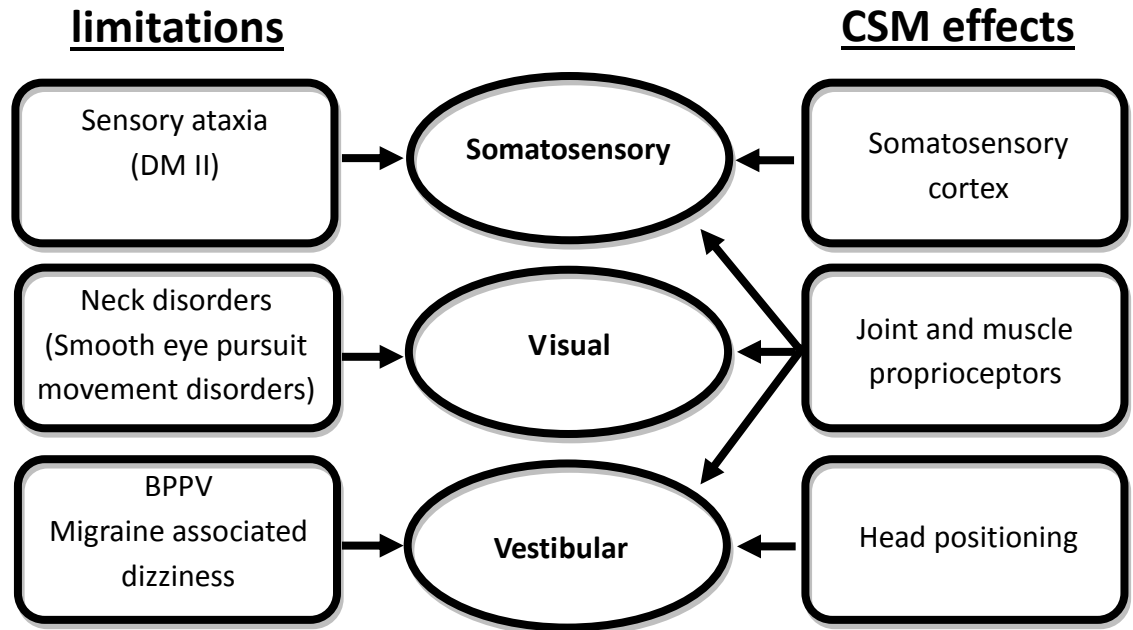 limitations
CSM effects
Sensory ataxia
(DM II)
Somatosensory
Somatosensory
cortex
Neck disorders
(Smooth eye pursuit
movement disorders)
Visual
Joint and muscle
proprioceptors
BPPV
Migraine associated
dizziness
Vestibular
Head positioning